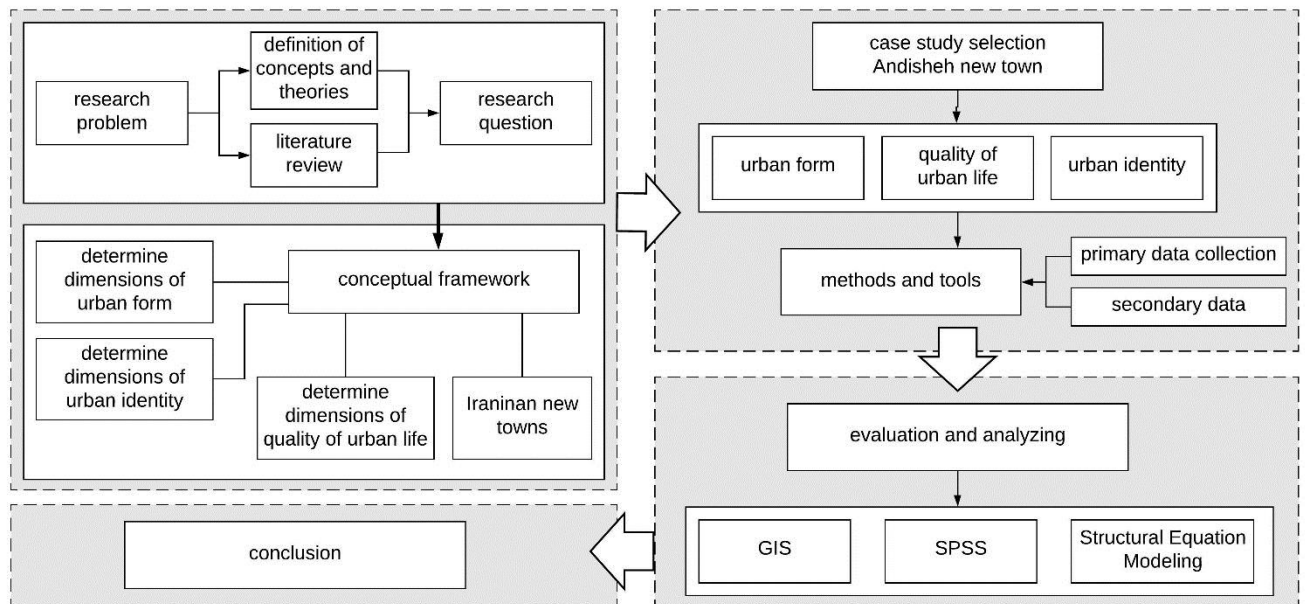 research
problem
definition of
concepts and
theories
literature
review
research
question
determine
dimensions of
urban form
conceptual framework
determine
dimensions of
urban identity
determine
dimensions of
quality of urban life
Iraninan new
towns
case study selection
Andisheh new town
urban form
quality of
urban life
urban identity
methods and tools
primary data collection
secondary data
evaluation and analyzing
GIS
SPSS
Structural Equation
Modeling
conclusion